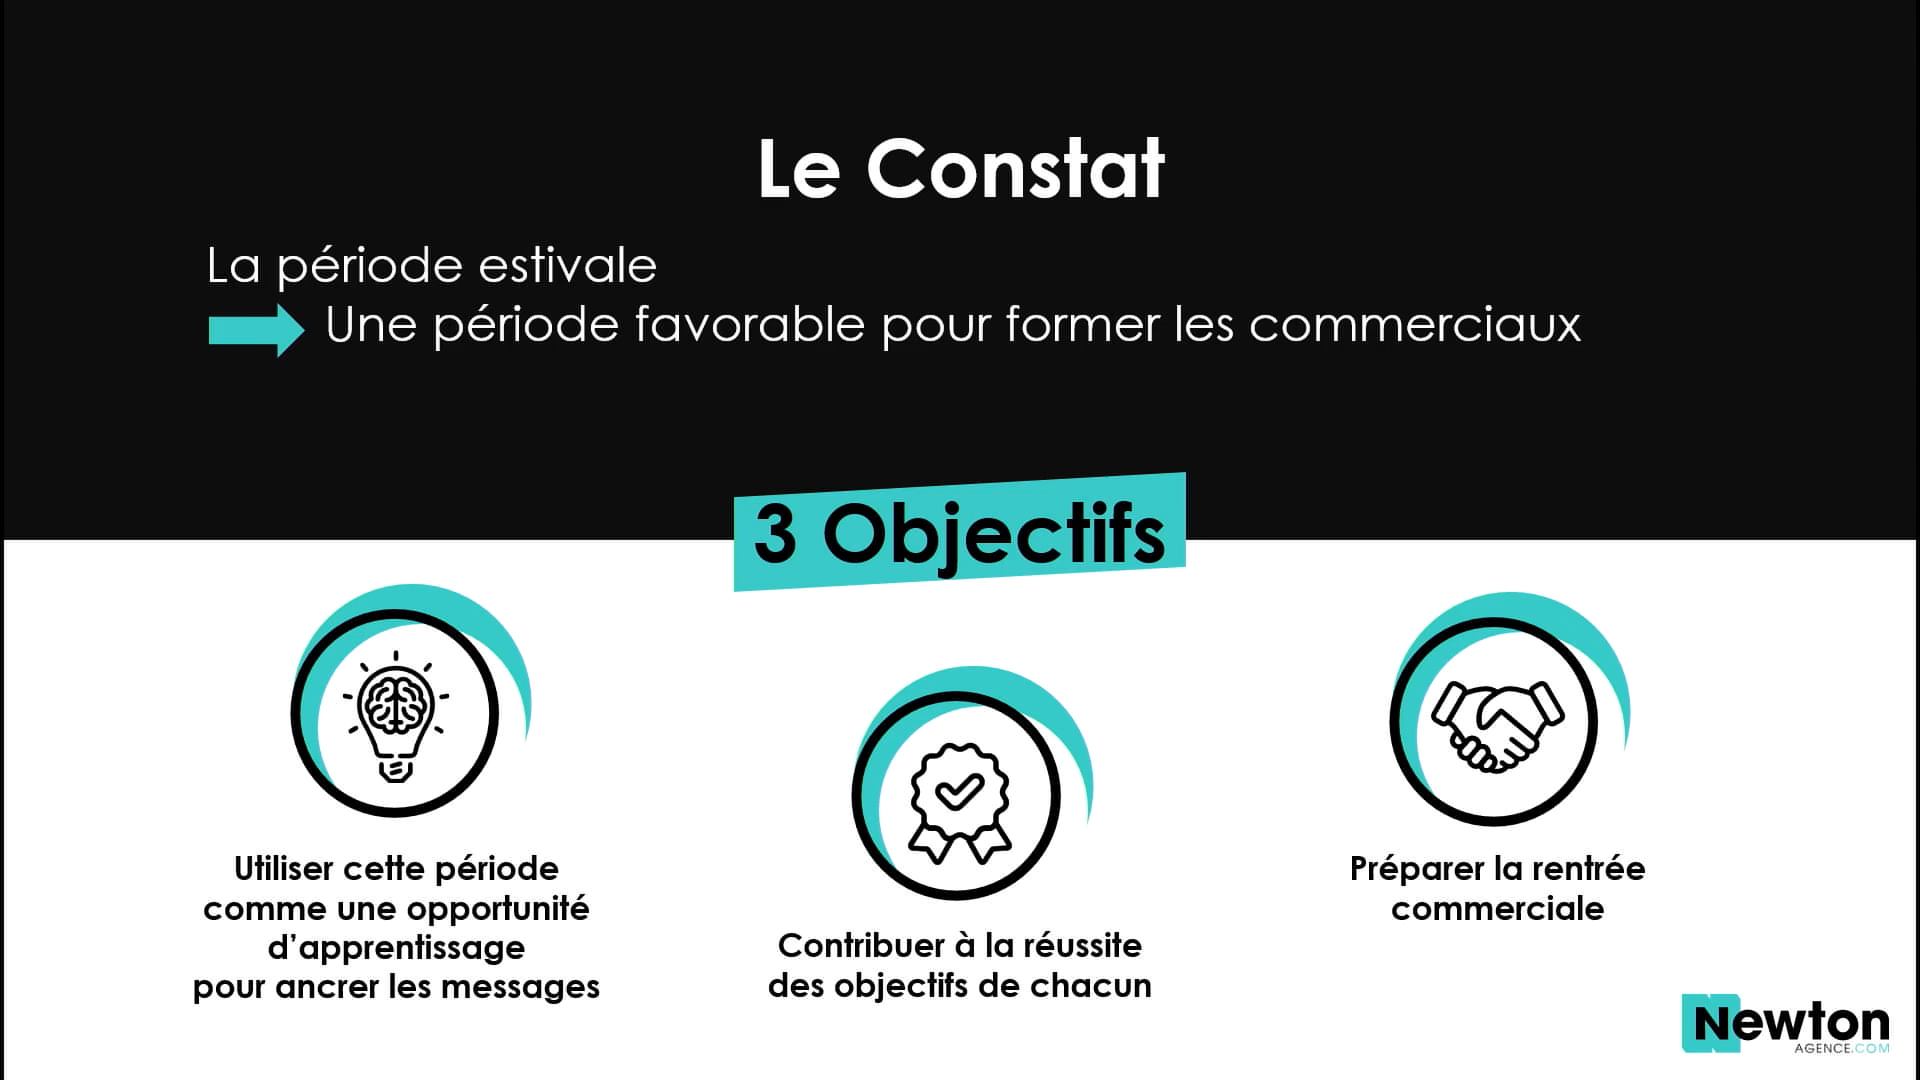 Le Constat
La période estivale
Une période favorable pour former les commerciaux
3 Objectifs
Utiliser cette période
comme une opportunité
d’apprentissage
pour ancrer les messages
Contribuer à la réussite
des objectifs de chacun
Préparer la rentrée
commerciale
Newton
AGENCE.COM